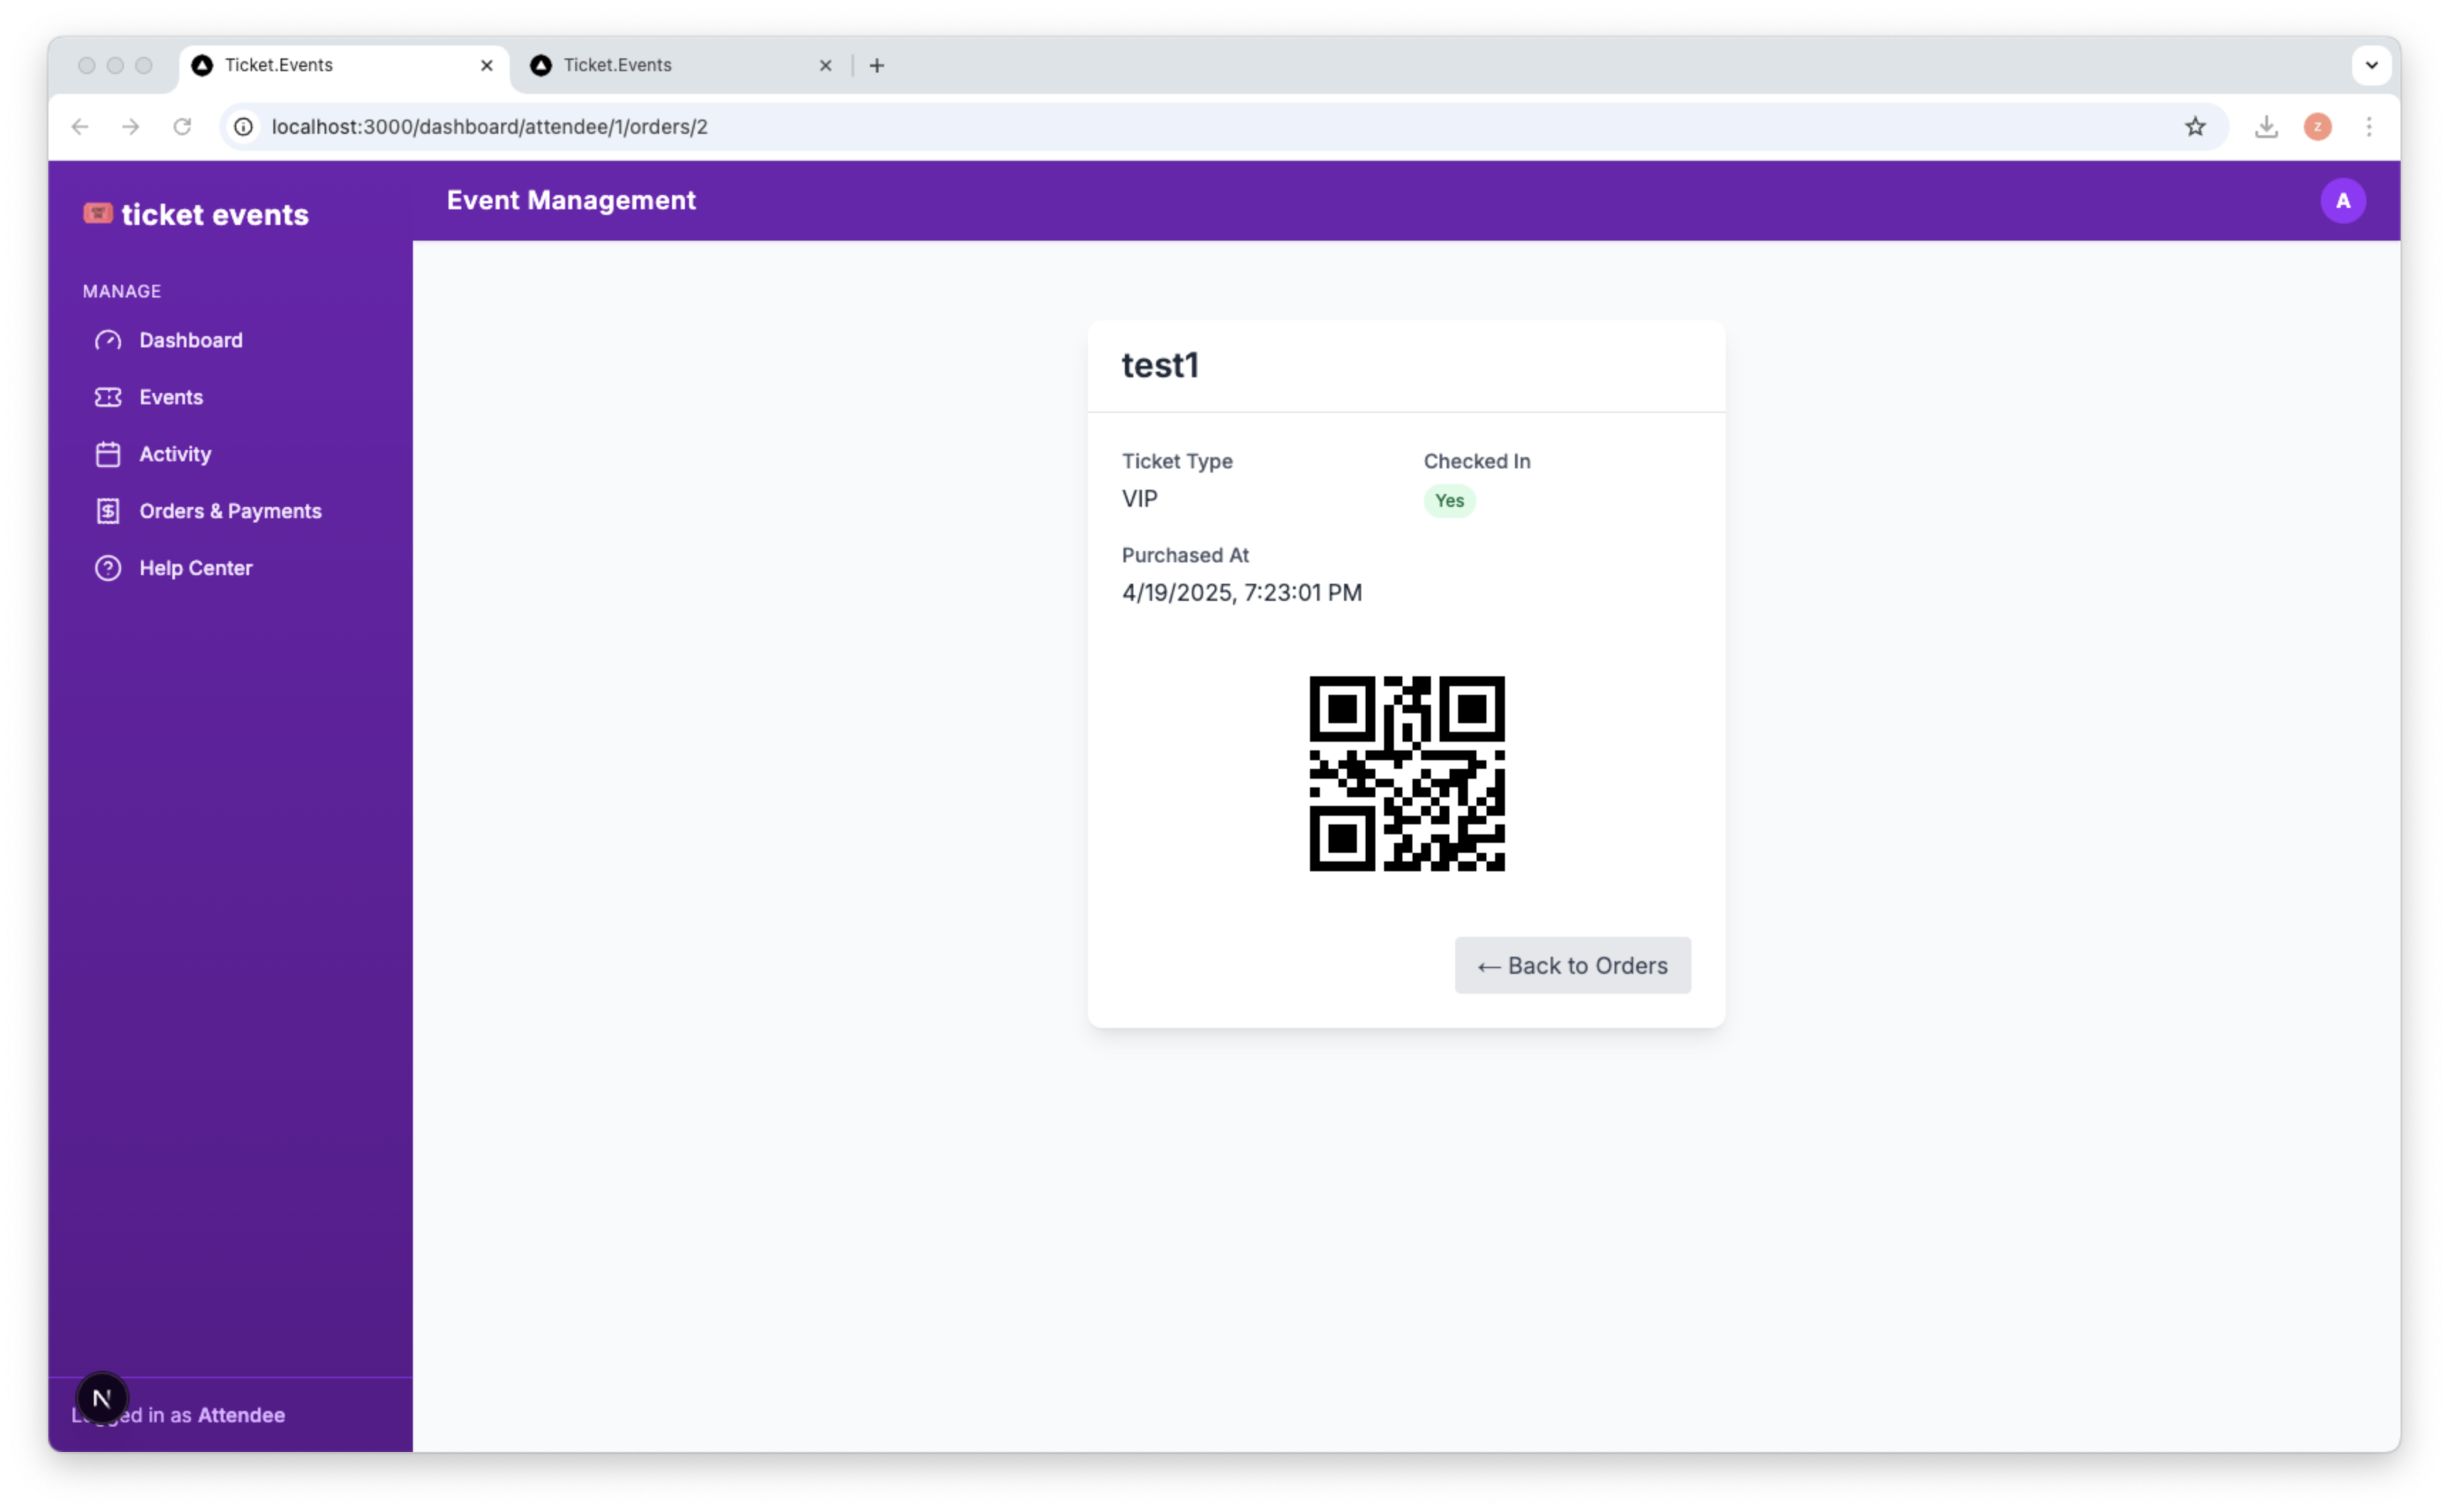 Ticket.Events
Ticket.Events
localhost:3000/dashboard/attendee/1/orders/2
z
ticket events
Event Management
A
MANAGE
Dashboard
Events
Activity
Orders & Payments
Help Center
test1
Ticket Type
Checked In
VIP
Yes
Purchased At
4/19/2025, 7:23:01 PM
← Back to Orders
N
ed in as Attendee